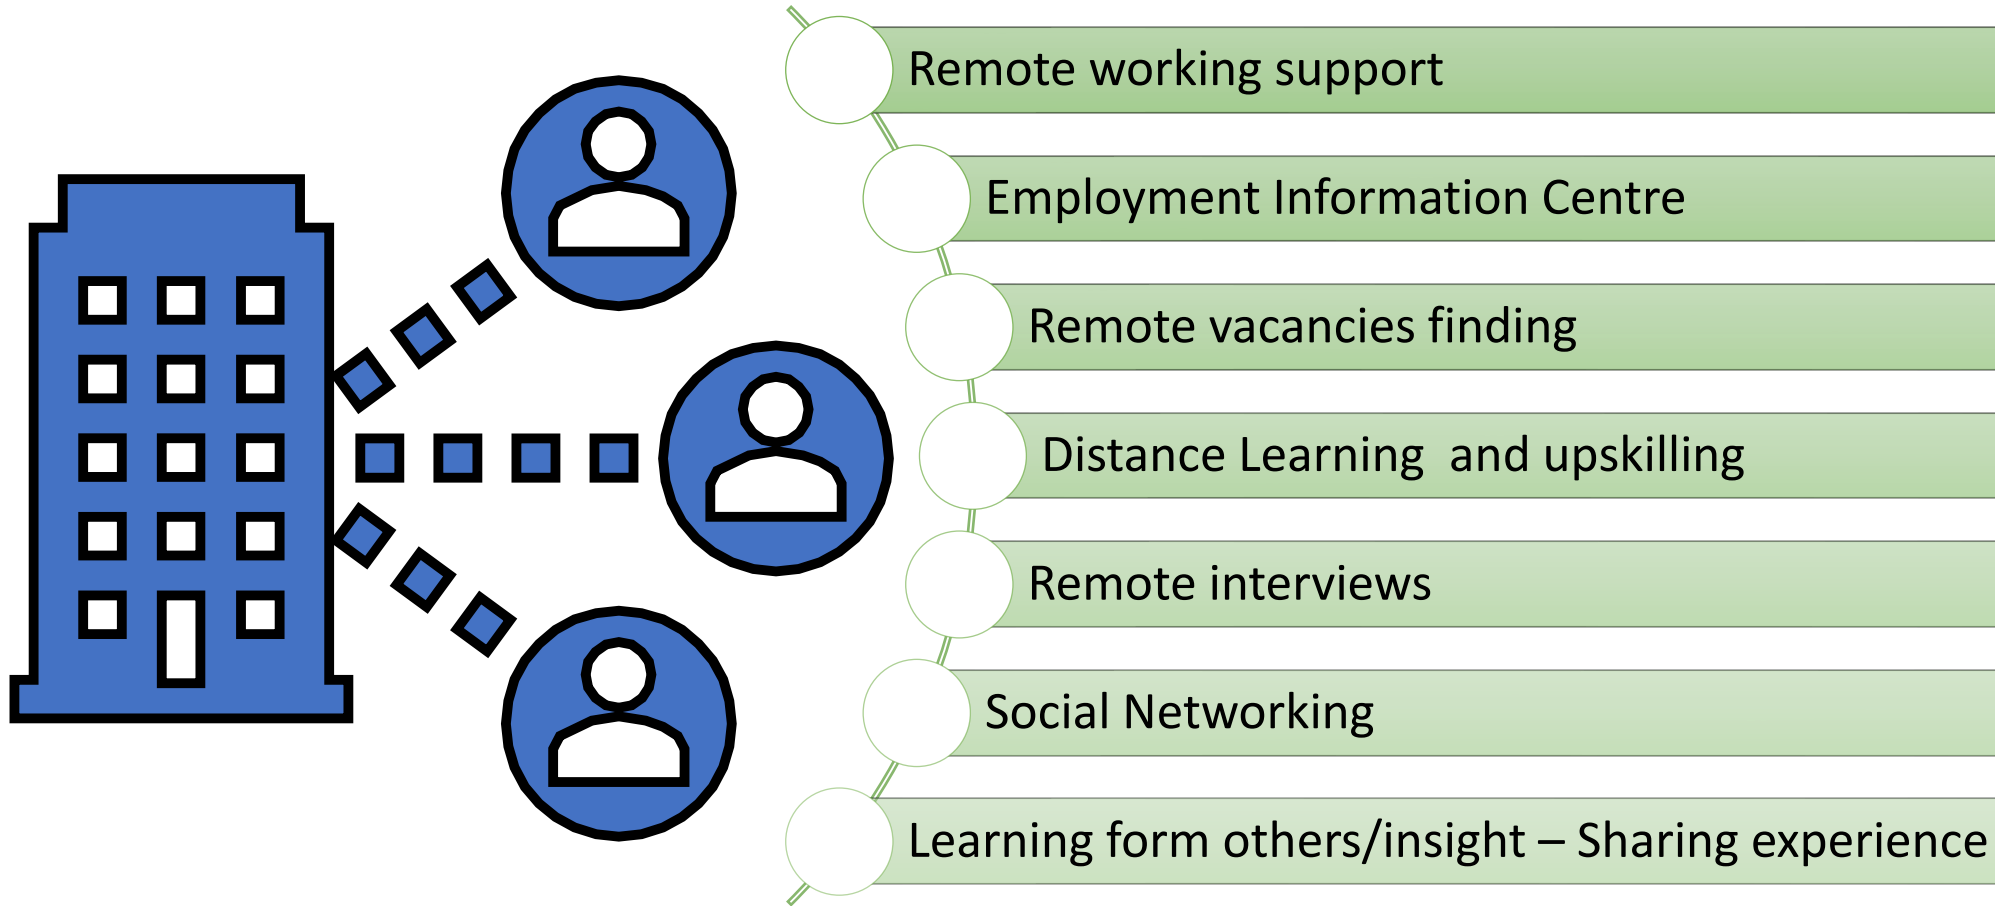 Remote working support
Employment Information Centre
Remote vacancies finding
Distance Learning  and upskilling
Remote interviews
Social Networking
Learning form others/insight – Sharing experience